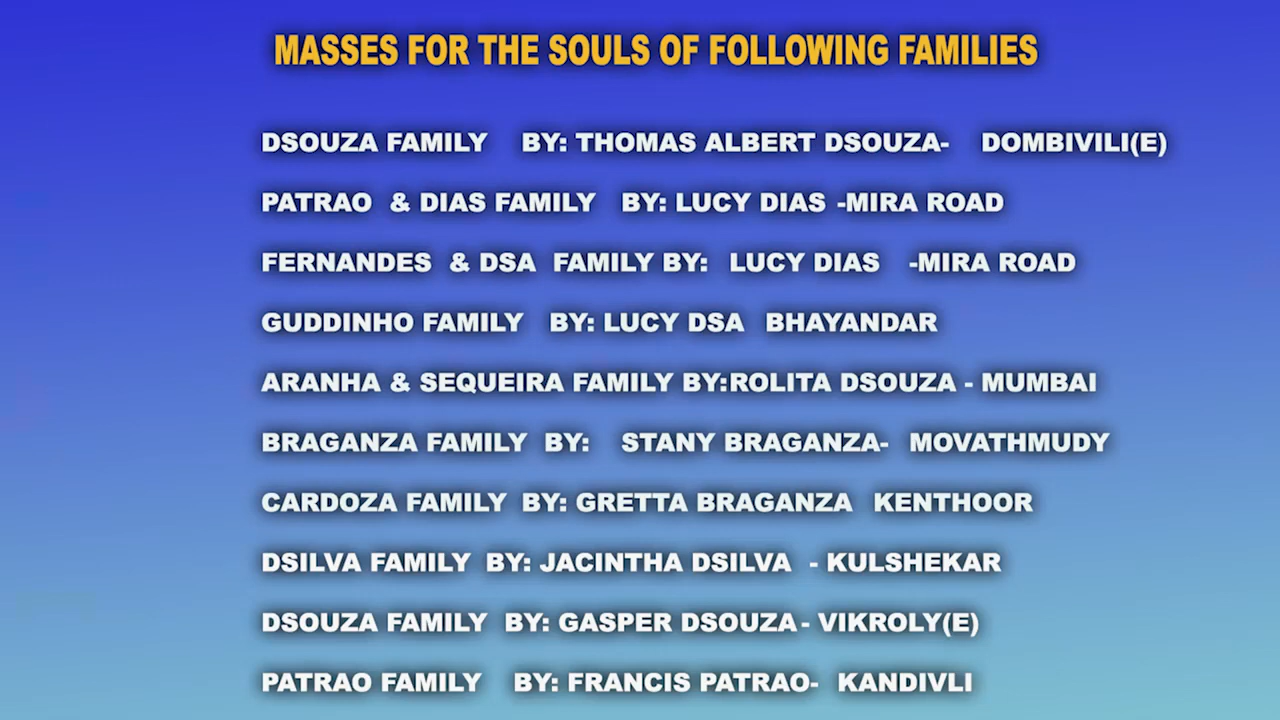 MASSES FOR THE SOULS OF FOLLOWING FAMILIES
DSOUZA FAMILY BY: THOMAS ALBERT DSOUZA- DOMBIVILI(E)
PATRAO & DIAS FAMILY BY: LUCY DIAS -MIRA ROAD
FERNANDES & DSA FAMILY BY: LUCY DIAS -MIRA ROAD
GUDDINHO FAMILY BY: LUCY DSA BHAYANDAR
ARANHA & SEQUEIRA FAMILY BY:ROLITA DSOUZA - MUMBAI
BRAGANZA FAMILY BY: STANY BRAGANZA- MOVATHMUDY
CARDOZA FAMILY BY: GRETTA BRAGANZA KENTHOOR
DSILVA FAMILY BY: JACINTHA DSILVA - KULSHEKAR
DSOUZA FAMILY BY: GASPER DSOUZA- VIKROLY(E)
PATRAO FAMILY BY: FRANCIS PATRAO- KANDIVLI